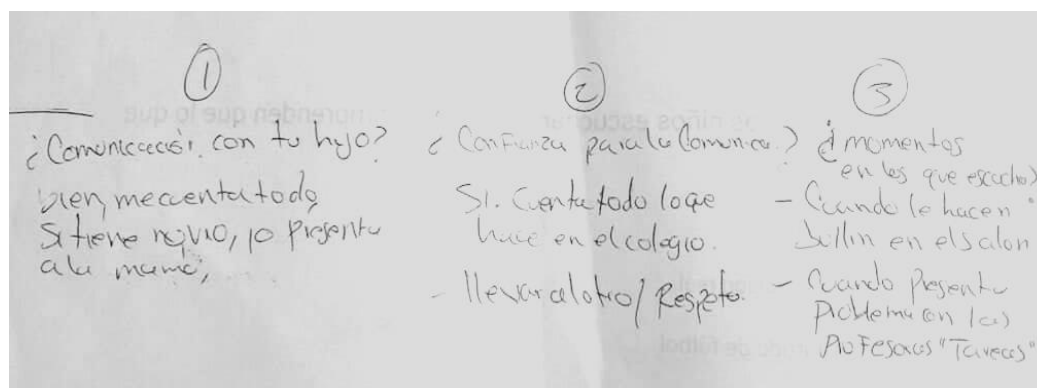 ①
¿Comunicacción con tu hijo?
bien, me cuenta todo,
si tiene novio, lo presenta
a la mamá,
②
¿Confianza para la Comunica.?
Si. Cuenta todo lo que
hace en el colegio.
- llevar al otro / Respeto.
③
¿momentos
en los que escucho?
- Cuando le hacen
bullin en el salon
- Cuando presenta
Problema con las
Profesoras "Tareas"